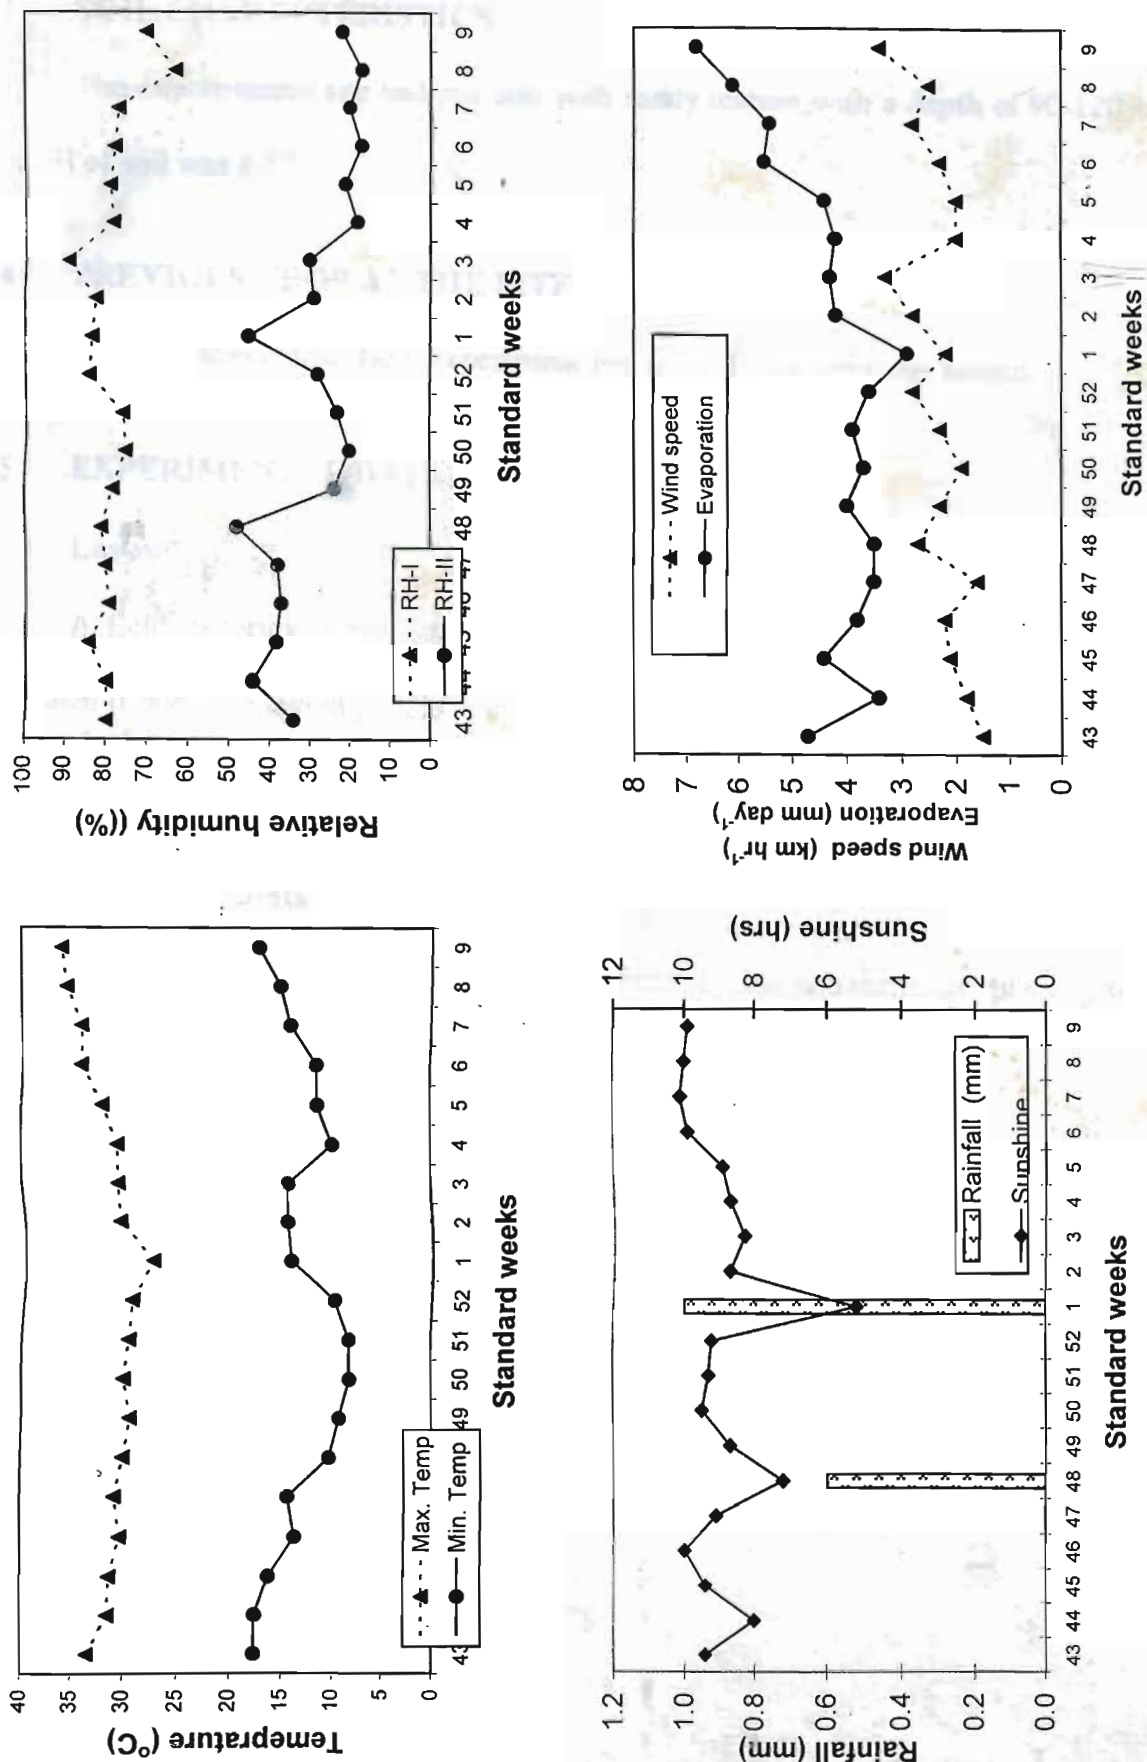 Temeprature (°C)
40
35
30
25
20
15
10
5
0
Max. Temp
Min. Temp
43 49 50 51 52 1 2 3 4 5 6 7 8 9
Standard weeks
Relative humidity ((%)
100
90
80
70
60
50
40
30
20
10
0
RH-I
RH-II
43 44 45 46 47 48 49 50 51 52 1 2 3 4 5 6 7 8 9
Standard weeks
Rainfall (mm)
1.2
1.0
0.8
0.6
0.4
0.2
0.0
Sunshine (hrs)
12
10
8
6
4
2
0
Rainfall (mm)
Sunshine
43 44 45 46 47 48 49 50 51 52 1 2 3 4 5 6 7 8 9
Standard weeks
Wind speed (km hr⁻¹)
Evaporation (mm day⁻¹)
8
7
6
5
4
3
2
1
0
Wind speed
Evaporation
43 44 45 46 47 48 49 50 51 52 1 2 3 4 5 6 7 8 9
Standard weeks